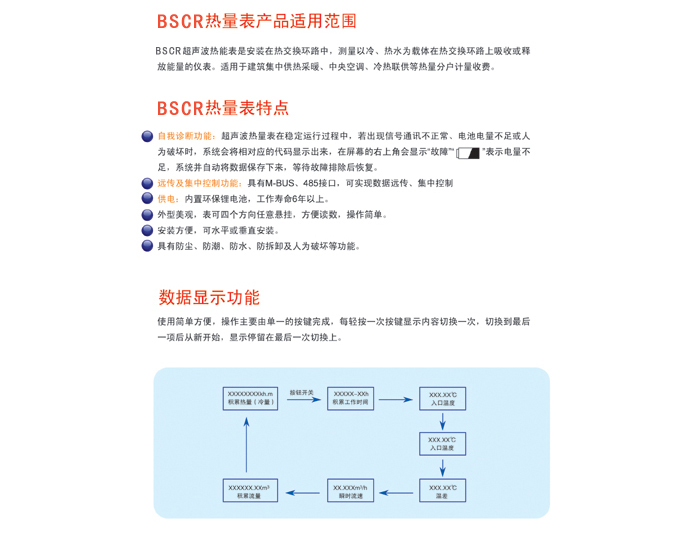 BSCR热量表产品适用范围
BSCR超声波热能表是安装在热交换环路中，测量以冷、热水为载体在热交换环路上吸收或释
放能量的仪表。适用于建筑集中供热采暖、中央空调、冷热联供等热量分户计量收费。
BSCR热量表特点
自我诊断功能：超声波热量表在稳定运行过程中，若出现信号通讯不正常、电池电量不足或人
为破坏时，系统会将相对应的代码显示出来，在屏幕的右上角会显示“故障”“ ”表示电量不
足，系统并自动将数据保存下来，等待故障排除后恢复。
远传及集中控制功能：具有M-BUS、485接口，可实现数据远传、集中控制
供电：内置环保锂电池，工作寿命6年以上。
外型美观，表可四个方向任意悬挂，方便读数，操作简单。
安装方便，可水平或垂直安装。
具有防尘、防潮、防水、防拆卸及人为破坏等功能。
数据显示功能
使用简单方便，操作主要由单一的按键完成，每轻按一次按键显示内容切换一次，切换到最后
一项后从新开始，显示停留在最后一次切换上。
XXXXXXXXkh.m
积累热量（冷量）
按钮开关
XXXXX-XXh
积累工作时间
XXX.XX℃
入口温度
XXX.XX℃
入口温度
XXXXXX.XXm³
积累流量
XX.XXXm³/h
瞬时流速
XXX.XX℃
温差